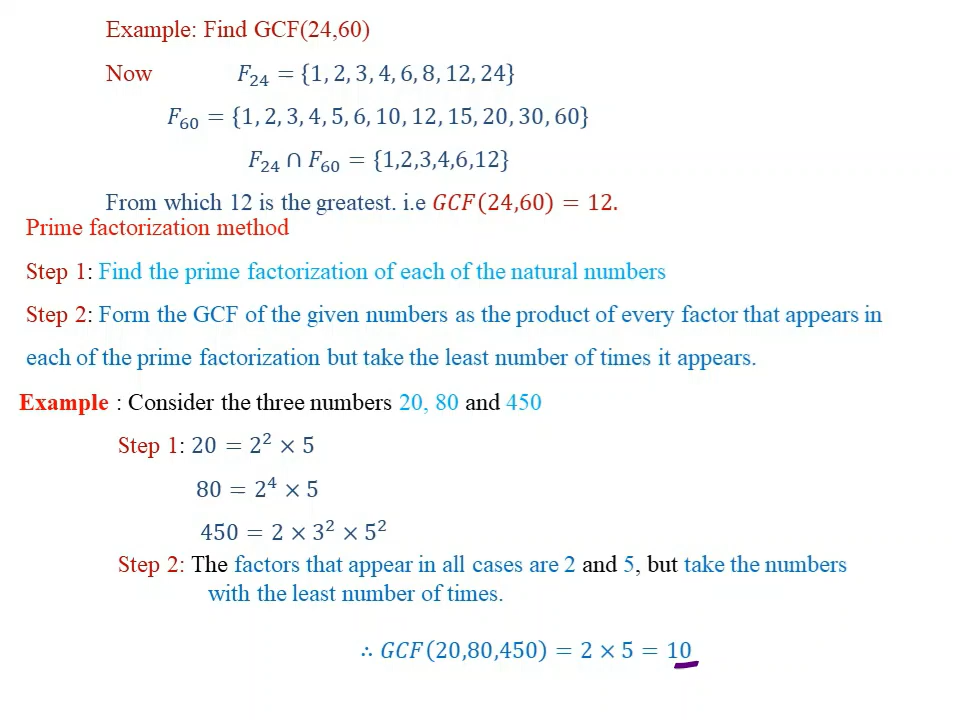 Example: Find GCF(24,60)
Now F₂₄ = {1, 2, 3, 4, 6, 8, 12, 24}
F₆₀ = {1, 2, 3, 4, 5, 6, 10, 12, 15, 20, 30, 60}
F₂₄ ∩ F₆₀ = {1,2,3,4,6,12}
From which 12 is the greatest. i.e GCF(24,60) = 12.
Prime factorization method
Step 1: Find the prime factorization of each of the natural numbers
Step 2: Form the GCF of the given numbers as the product of every factor that appears in
each of the prime factorization but take the least number of times it appears.
Example : Consider the three numbers 20, 80 and 450
Step 1: 20 = 2² × 5
80 = 2⁴ × 5
450 = 2 × 3² × 5²
Step 2: The factors that appear in all cases are 2 and 5, but take the numbers
with the least number of times.
∴ GCF(20,80,450) = 2 × 5 = 10